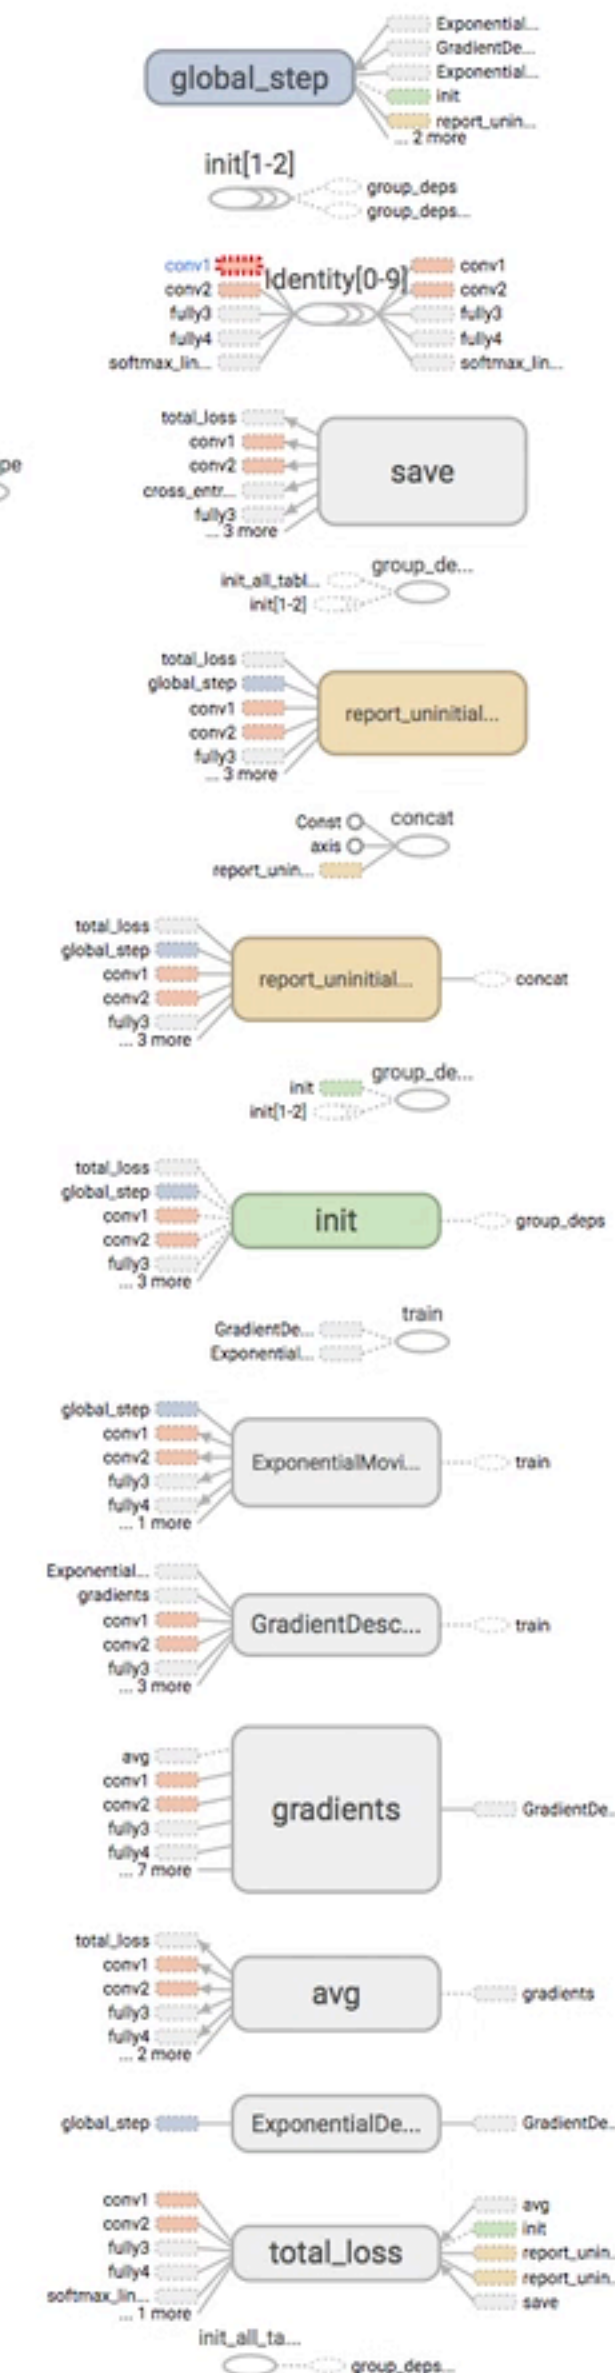 Exponential...
GradientDe...
global_step
Exponential...
init
report_unin...
... 2 more
init[1-2]
group_deps
group_deps...
conv1
Identity[0-9]
conv1
conv2
conv2
fully3
fully3
fully4
fully4
softmax_lin...
softmax_lin...
total_loss
conv1
pe
conv2
save
cross_entr...
fully3
... 3 more
group_de...
init_all_tabl...
init[1-2]
total_loss
global_step
conv1
report_uninitial...
conv2
fully3
... 3 more
Const
concat
axis
report_unin...
total_loss
global_step
conv1
report_uninitial...
concat
conv2
fully3
... 3 more
group_de...
init
init[1-2]
total_loss
global_step
conv1
init
group_deps
conv2
fully3
... 3 more
train
GradientDe...
Exponential...
global_step
conv1
conv2
ExponentialMovi...
train
fully3
fully4
... 1 more
Exponential...
gradients
conv1
GradientDesc...
train
conv2
fully3
... 3 more
avg
conv1
conv2
gradients
GradientDe..
fully3
fully4
... 7 more
total_loss
conv1
conv2
avg
gradients
fully3
fully4
... 2 more
global_step
ExponentialDe...
GradientDe..
conv1
avg
conv2
init
fully3
total_loss
report_unin.
fully4
report_unin.
softmax_lin...
save
... 1 more
init_all_ta...
group_deps...